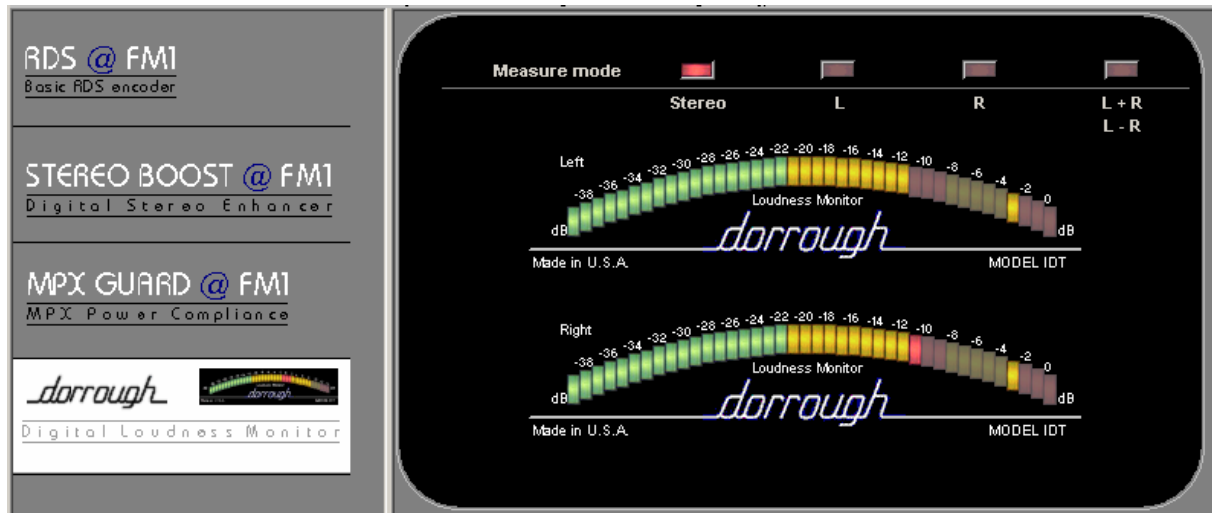 RDS @ FM1
Basic RDS encoder
STEREO BOOST @ FM1
Digital Stereo Enhancer
MPX GUARD @ FM1
MPX Power Compliance
dorrough
Digital Loudness Monitor
Measure mode
Stereo L R L + R
L - R
Left
-38 -36 -34 -32 -30 -28 -26 -24 -22 -20 -18 -16 -14 -12 -10 -8 -6 -4 -2 0
dB Loudness Monitor dB
dorrough
Made in U.S.A. MODEL IDT
Right
-38 -36 -34 -32 -30 -28 -26 -24 -22 -20 -18 -16 -14 -12 -10 -8 -6 -4 -2 0
dB Loudness Monitor dB
dorrough
Made in U.S.A. MODEL IDT